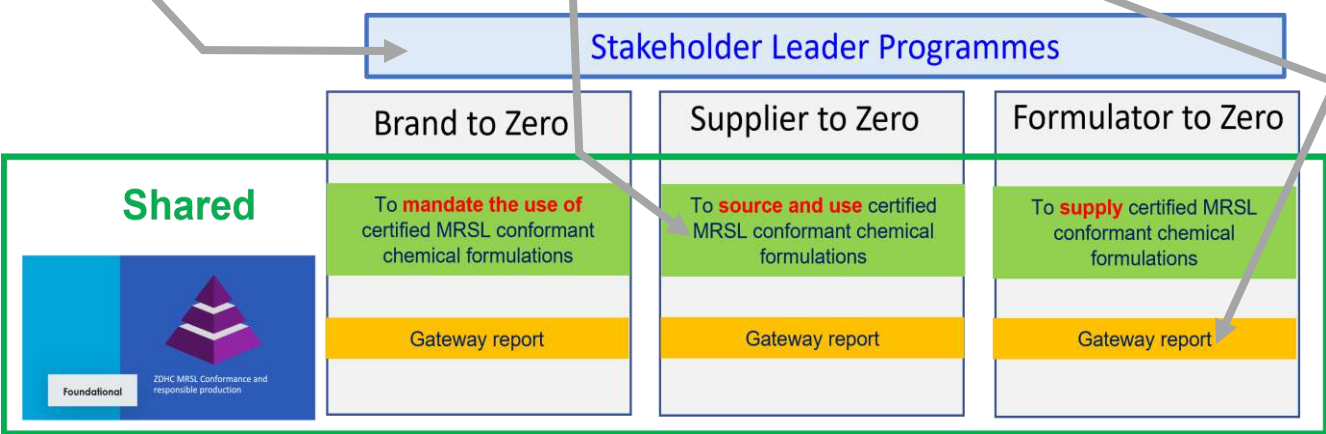 Stakeholder Leader Programmes
Brand to Zero
Supplier to Zero
Formulator to Zero
Shared
To mandate the use of
certified MRSL conformant
chemical formulations
To source and use certified
MRSL conformant chemical
formulations
To supply certified MRSL
conformant chemical
formulations
Gateway report
Gateway report
Gateway report
Foundational
ZDHC MRSL Conformance and
responsible production